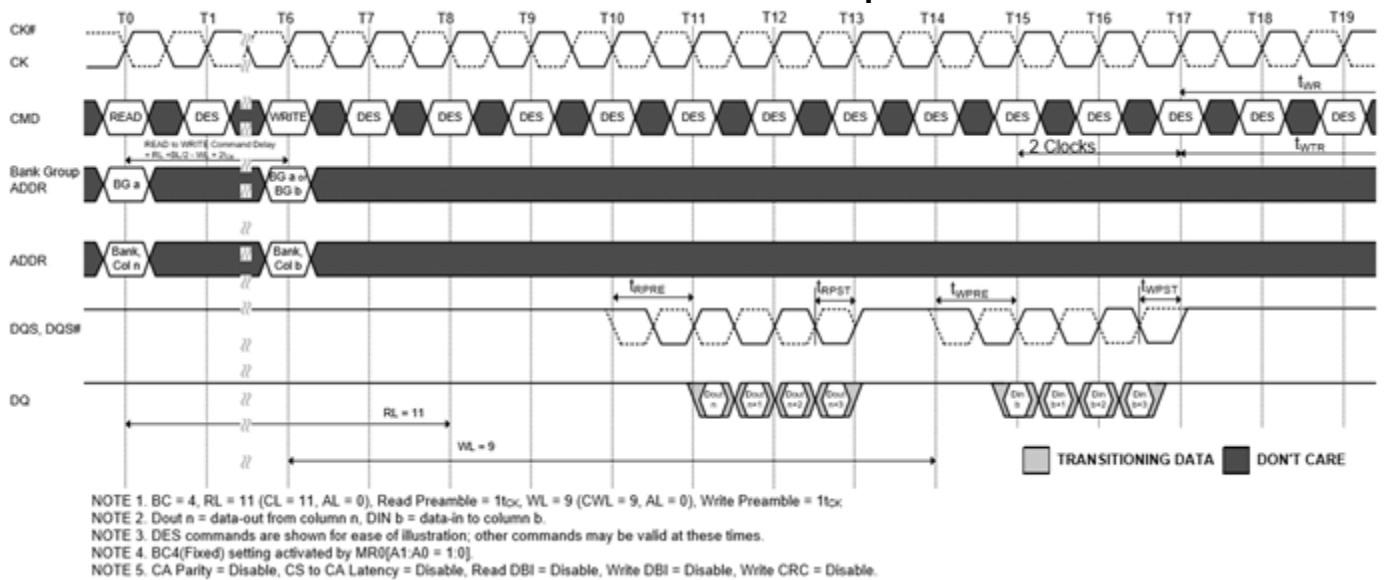 T0 T1 T6 T7 T8 T9 T10 T11 T12 T13 T14 T15 T16 T17 T18 T19
CK#
CK
tWR
CMD READ DES WRITE DES DES DES DES DES DES DES DES DES DES DES DES DES
READ to WRITE Command Delay
= RL +BL/2 - WL + 2tCK
2 Clocks
tWTR
Bank Group
ADDR
BG a
BG a or
BG b
ADDR
Bank,
Col n
Bank,
Col b
tRPRE tRPST tWPRE tWPST
DQS, DQS#
DQ
Dout
n
Dout
n+1
Dout
n+2
Dout
n+3
Din
b
Din
b+1
Din
b+2
Din
b+3
RL = 11
WL = 9
TRANSITIONING DATA DON'T CARE
NOTE 1. BC = 4, RL = 11 (CL = 11, AL = 0), Read Preamble = 1tCK, WL = 9 (CWL = 9, AL = 0), Write Preamble = 1tCK
NOTE 2. Dout n = data-out from column n, DIN b = data-in to column b.
NOTE 3. DES commands are shown for ease of illustration; other commands may be valid at these times.
NOTE 4. BC4(Fixed) setting activated by MR0[A1:A0 = 1:0].
NOTE 5. CA Parity = Disable, CS to CA Latency = Disable, Read DBI = Disable, Write DBI = Disable, Write CRC = Disable.